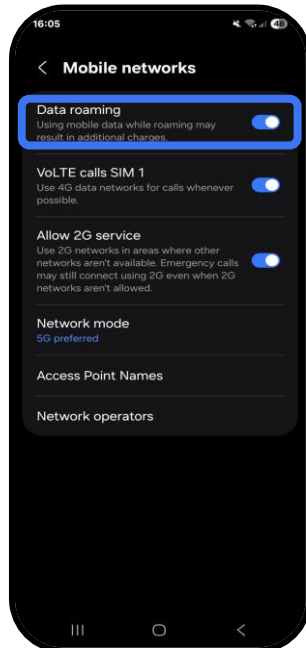 16:05
48
Mobile networks
Data roaming
Using mobile data while roaming may
result in additional charges.
VoLTE calls SIM 1
Use 4G data networks for calls whenever
possible.
Allow 2G service
Use 2G networks in areas where other
networks aren't available. Emergency calls
may still connect using 2G even when 2G
networks aren't allowed.
Network mode
5G preferred
Access Point Names
Network operators